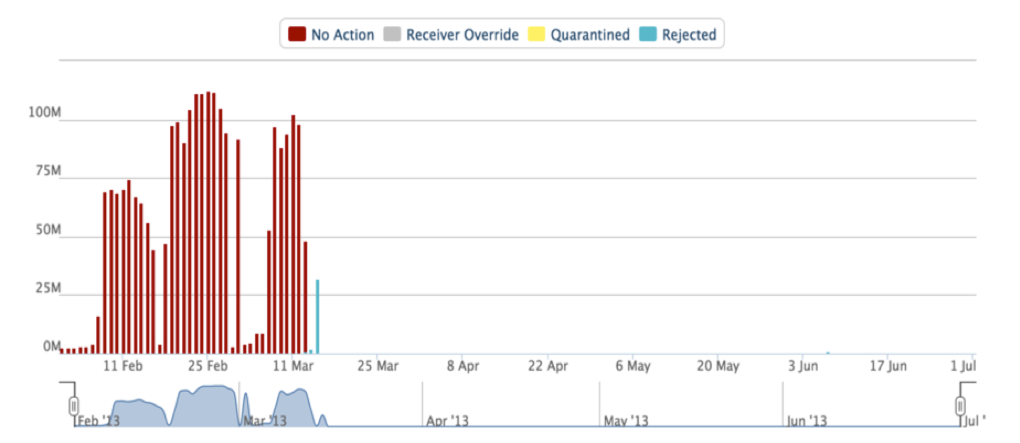 No Action Receiver Override Quarantined Rejected
100M
75M
50M
25M
0M
11 Feb 25 Feb 11 Mar 25 Mar 8 Apr 22 Apr 6 May 20 May 3 Jun 17 Jun 1 Jul
Feb '13 Mar '13 Apr '13 May '13 Jun '13 Jul '